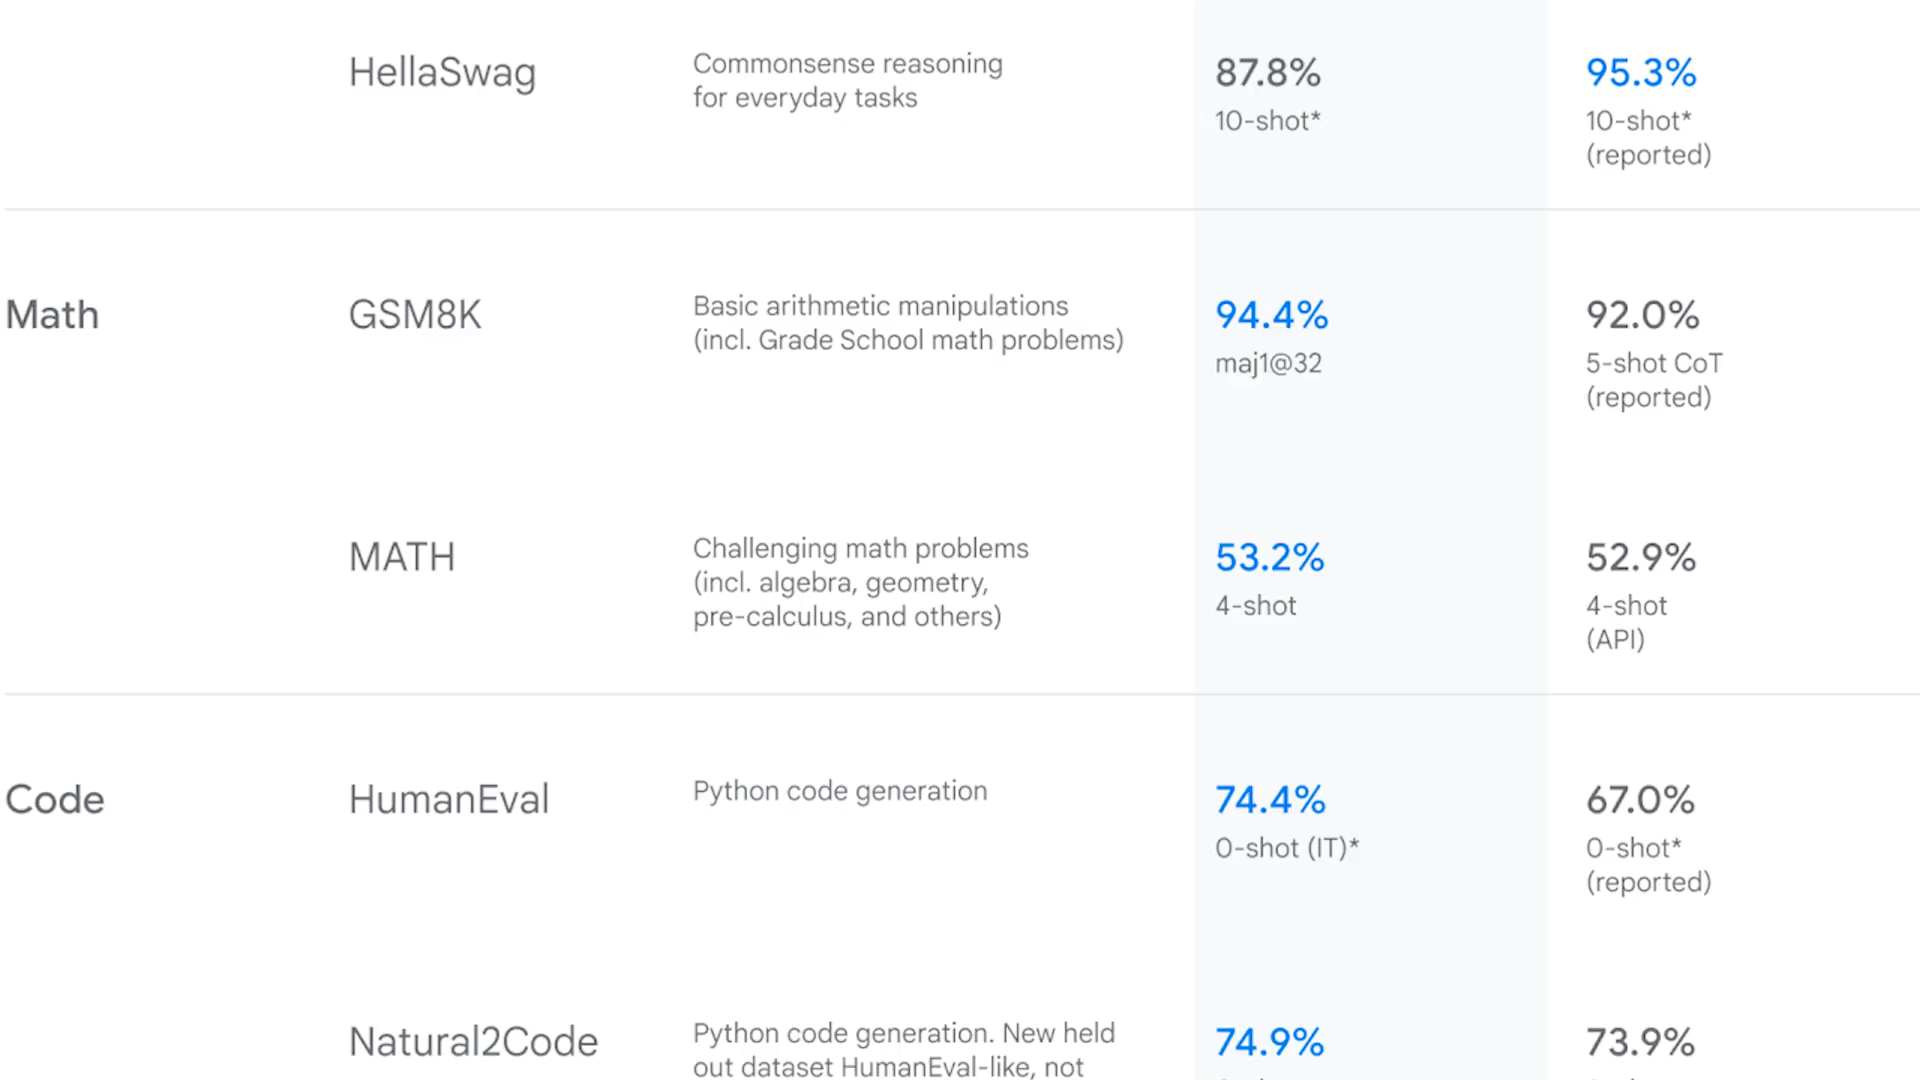 HellaSwag
Commonsense reasoning
for everyday tasks
87.8%
10-shot*
95.3%
10-shot*
(reported)
Math
GSM8K
Basic arithmetic manipulations
(incl. Grade School math problems)
94.4%
maj1@32
92.0%
5-shot CoT
(reported)
MATH
Challenging math problems
(incl. algebra, geometry,
pre-calculus, and others)
53.2%
4-shot
52.9%
4-shot
(API)
Code
HumanEval
Python code generation
74.4%
0-shot (IT)*
67.0%
0-shot*
(reported)
Natural2Code
Python code generation. New held
out dataset HumanEval-like, not
74.9%
73.9%